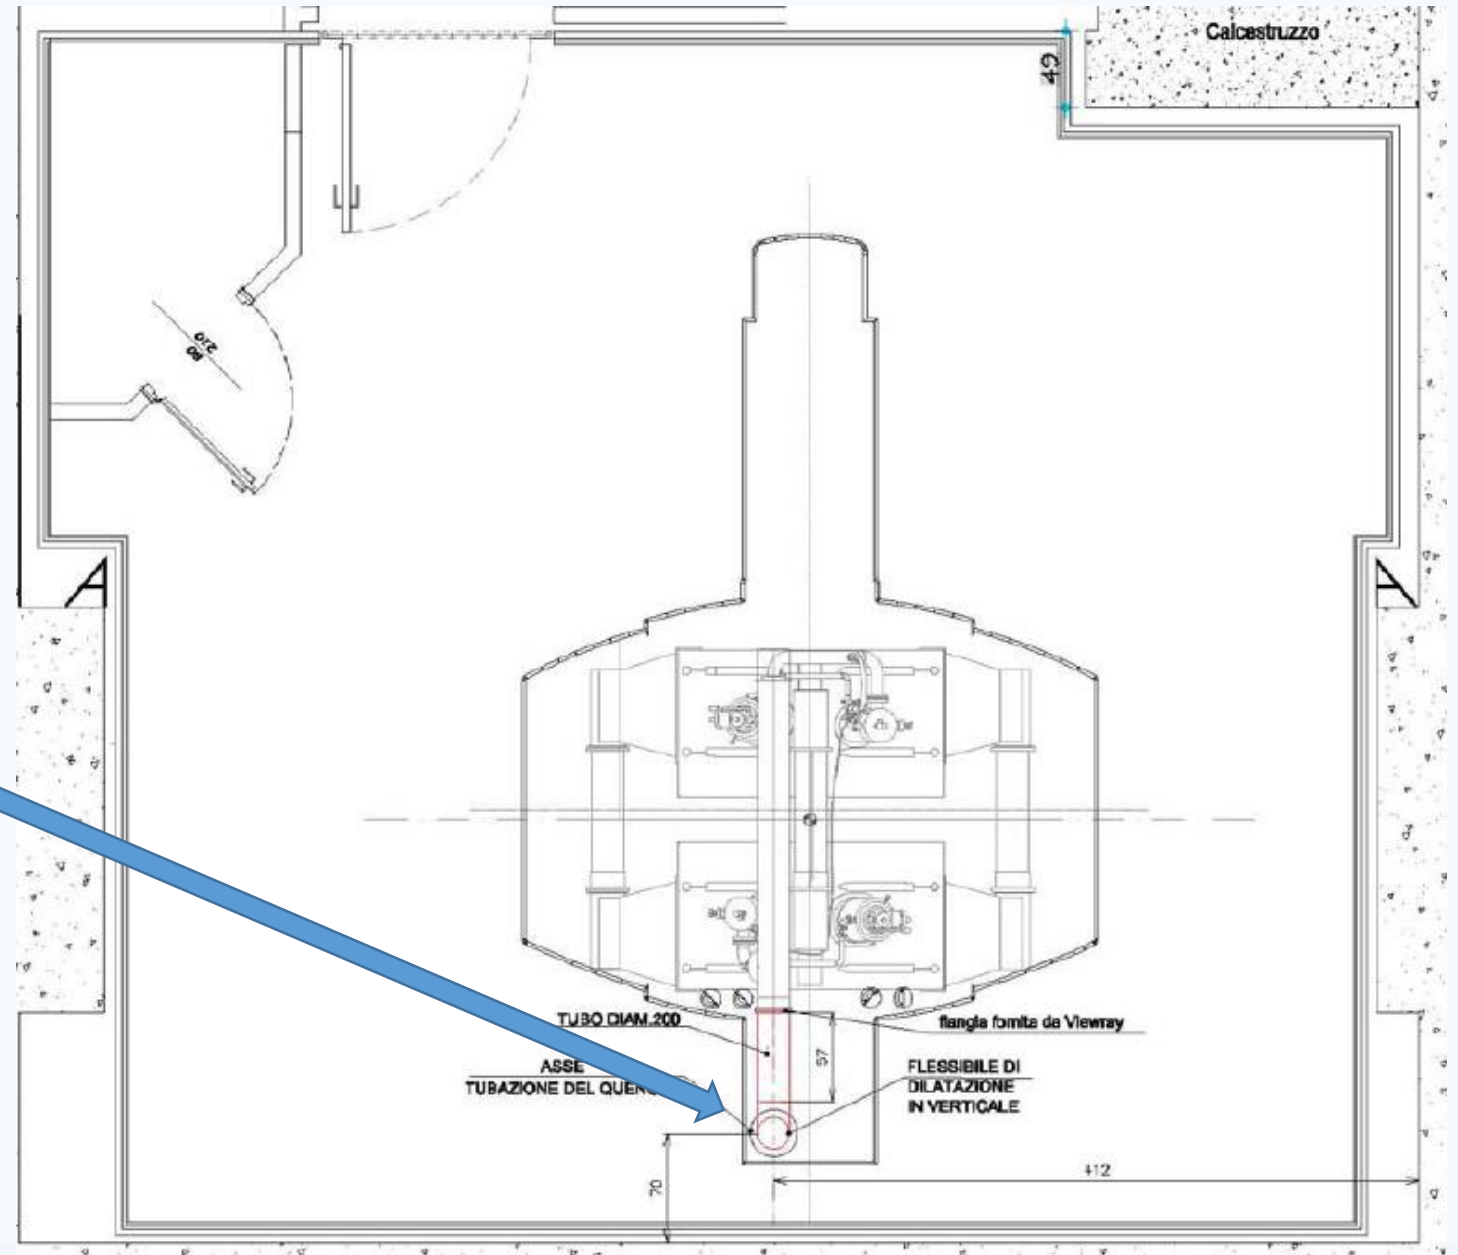 Calcestruzzo
49
80
210
A
A
TUBO DIAM.200
flangia fornita da Viewray
57
ASSE
TUBAZIONE DEL
FLESSIBILE DI
DILATAZIONE
IN VERTICALE
412
70